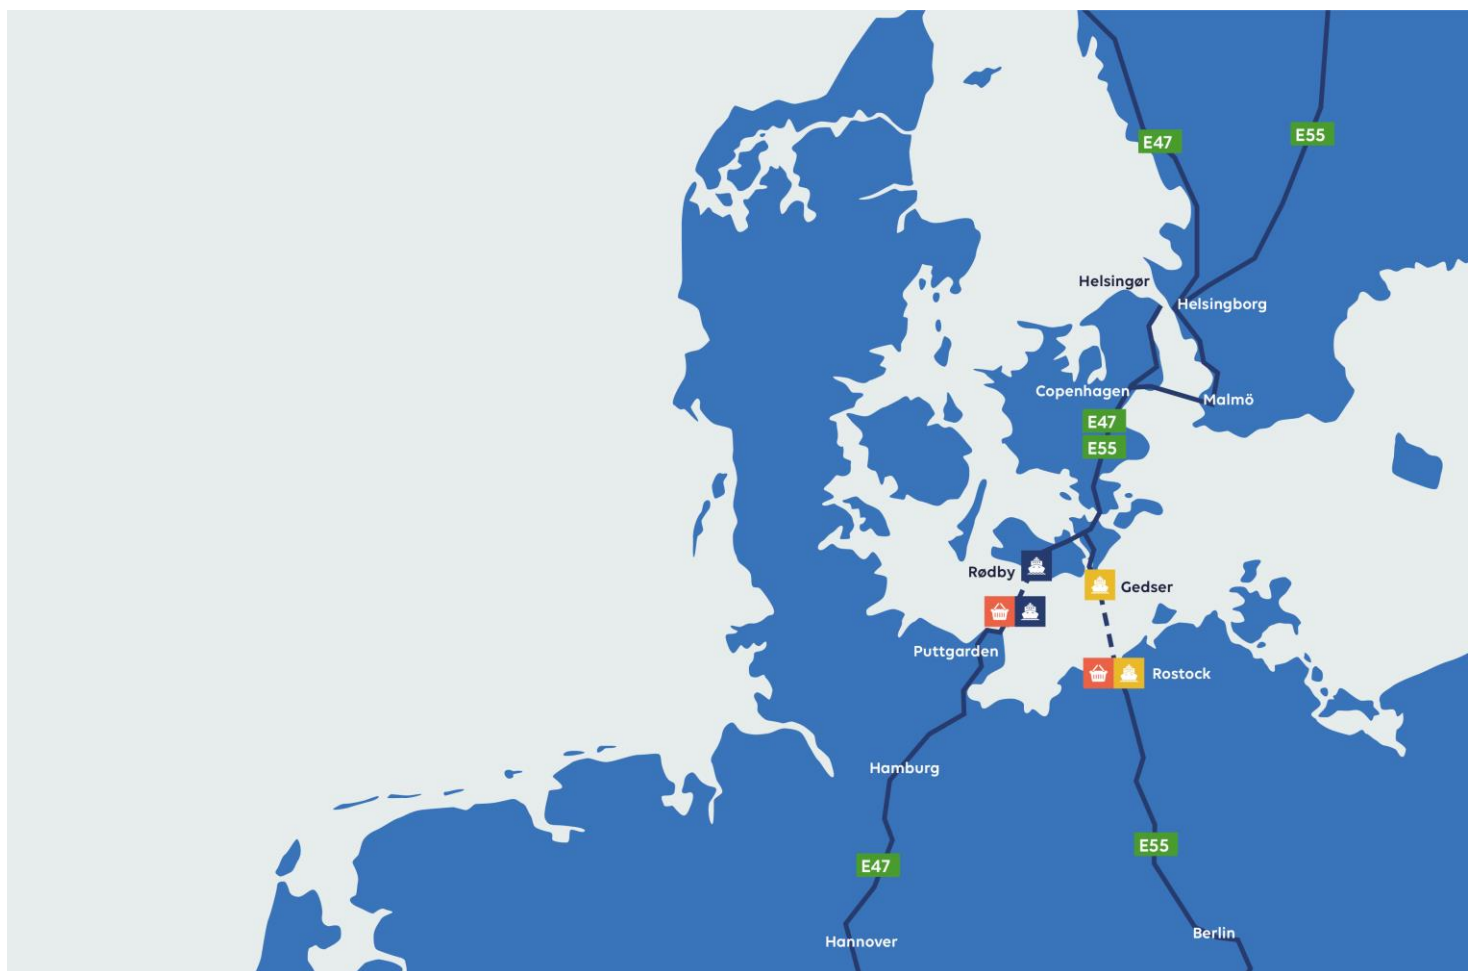 E55
E47
Helsingør
Helsingborg
Copenhagen
Malmö
E47
E55
Rødby
Gedser
Puttgarden
Rostock
Hamburg
E55
E47
Berlin
Hannover